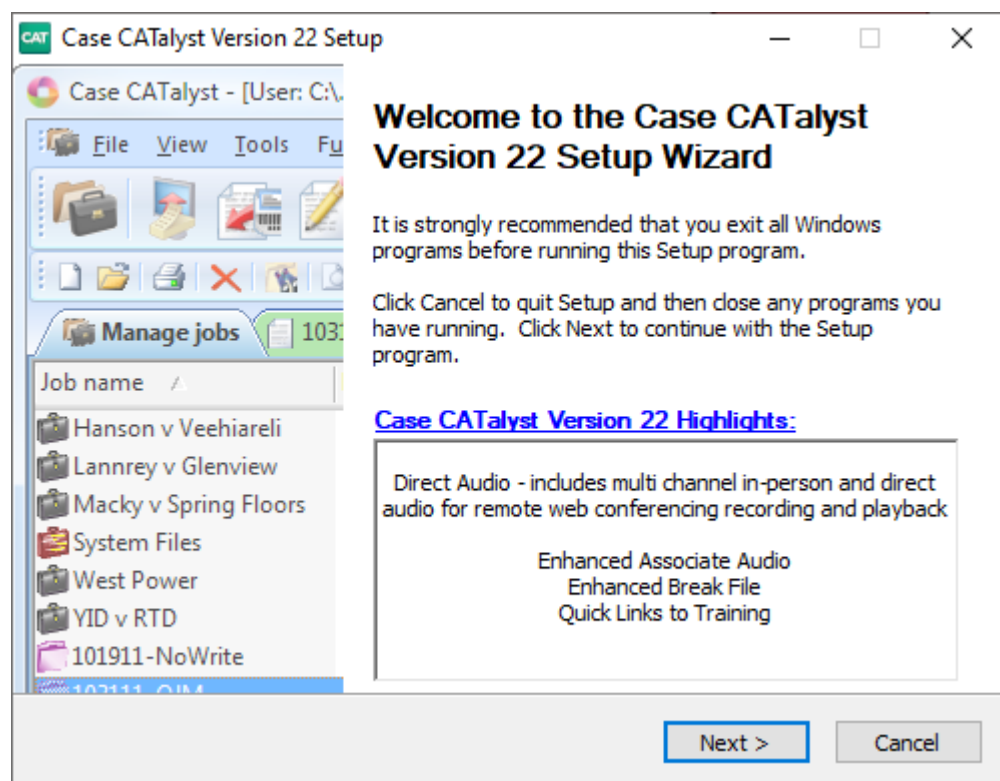 CAT Case CATalyst Version 22 Setup
Case CATalyst - [User: C:\.
File View Tools Fu
Manage jobs 1031
Job name
Hanson v Veehiareli
Lannrey v Glenview
Macky v Spring Floors
System Files
West Power
YID v RTD
101911-NoWrite
103111-OJM
Welcome to the Case CATalyst
Version 22 Setup Wizard
It is strongly recommended that you exit all Windows
programs before running this Setup program.
Click Cancel to quit Setup and then close any programs you
have running. Click Next to continue with the Setup
program.
Case CATalyst Version 22 Highlights:
Direct Audio - includes multi channel in-person and direct
audio for remote web conferencing recording and playback
Enhanced Associate Audio
Enhanced Break File
Quick Links to Training
Next >
Cancel